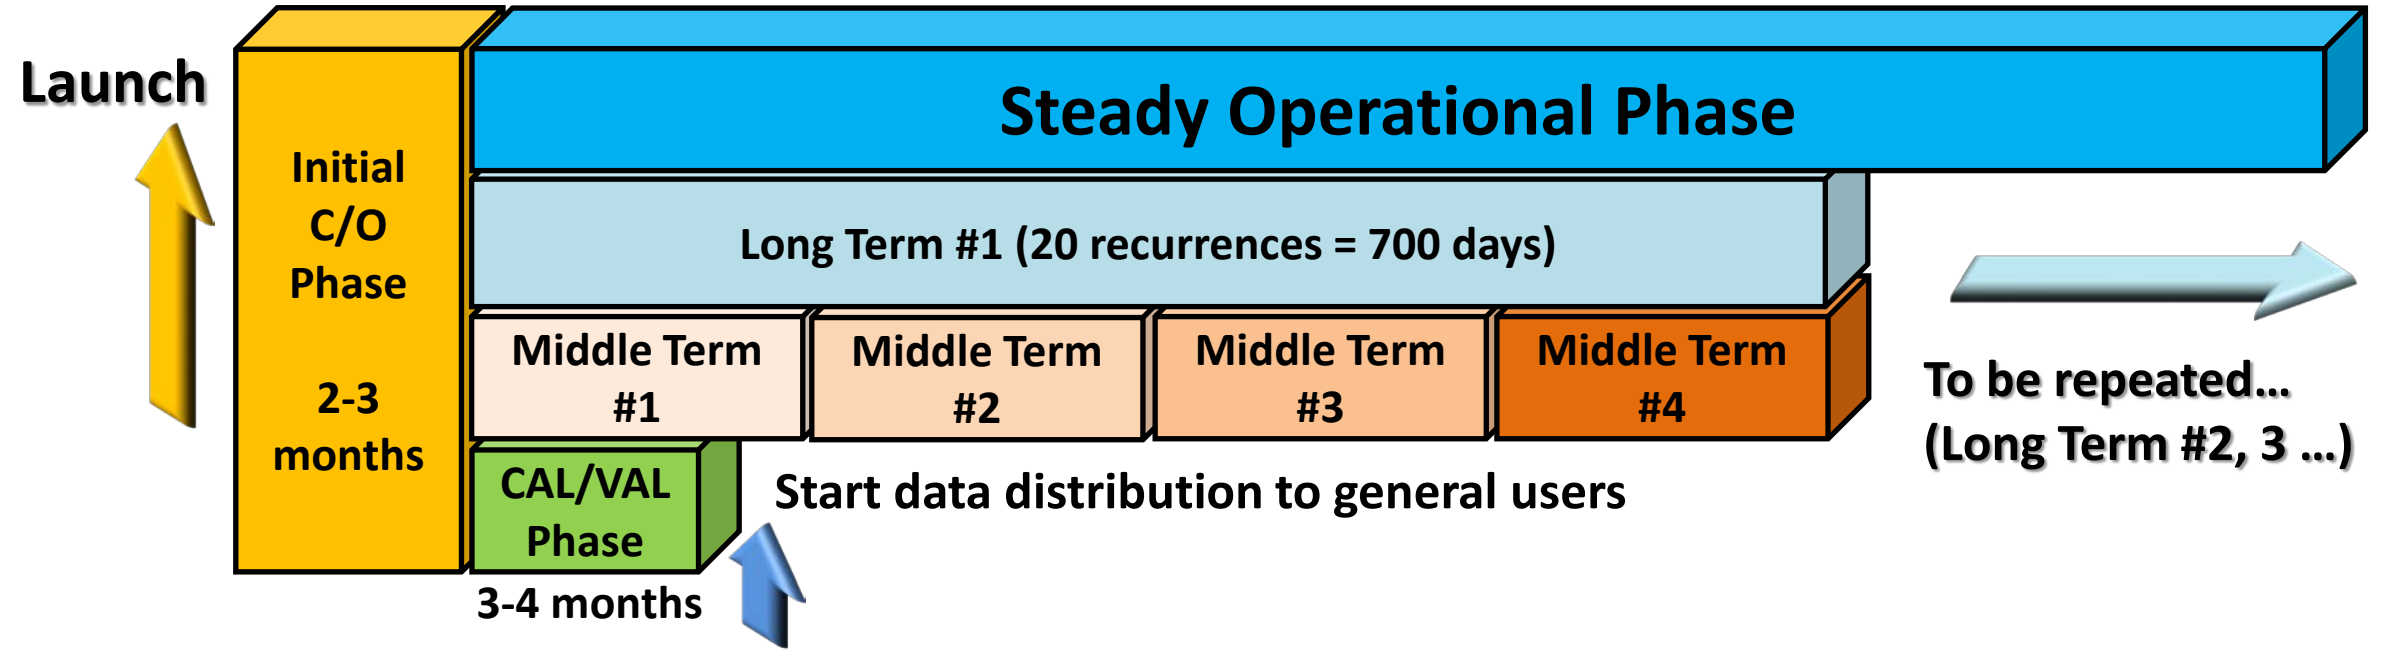 Launch
Initial
C/O
Phase
2-3
months
Steady Operational Phase
Long Term #1 (20 recurrences = 700 days)
Middle Term
#1
Middle Term
#2
Middle Term
#3
Middle Term
#4
To be repeated...
(Long Term #2, 3 ...)
CAL/VAL
Phase
3-4 months
Start data distribution to general users